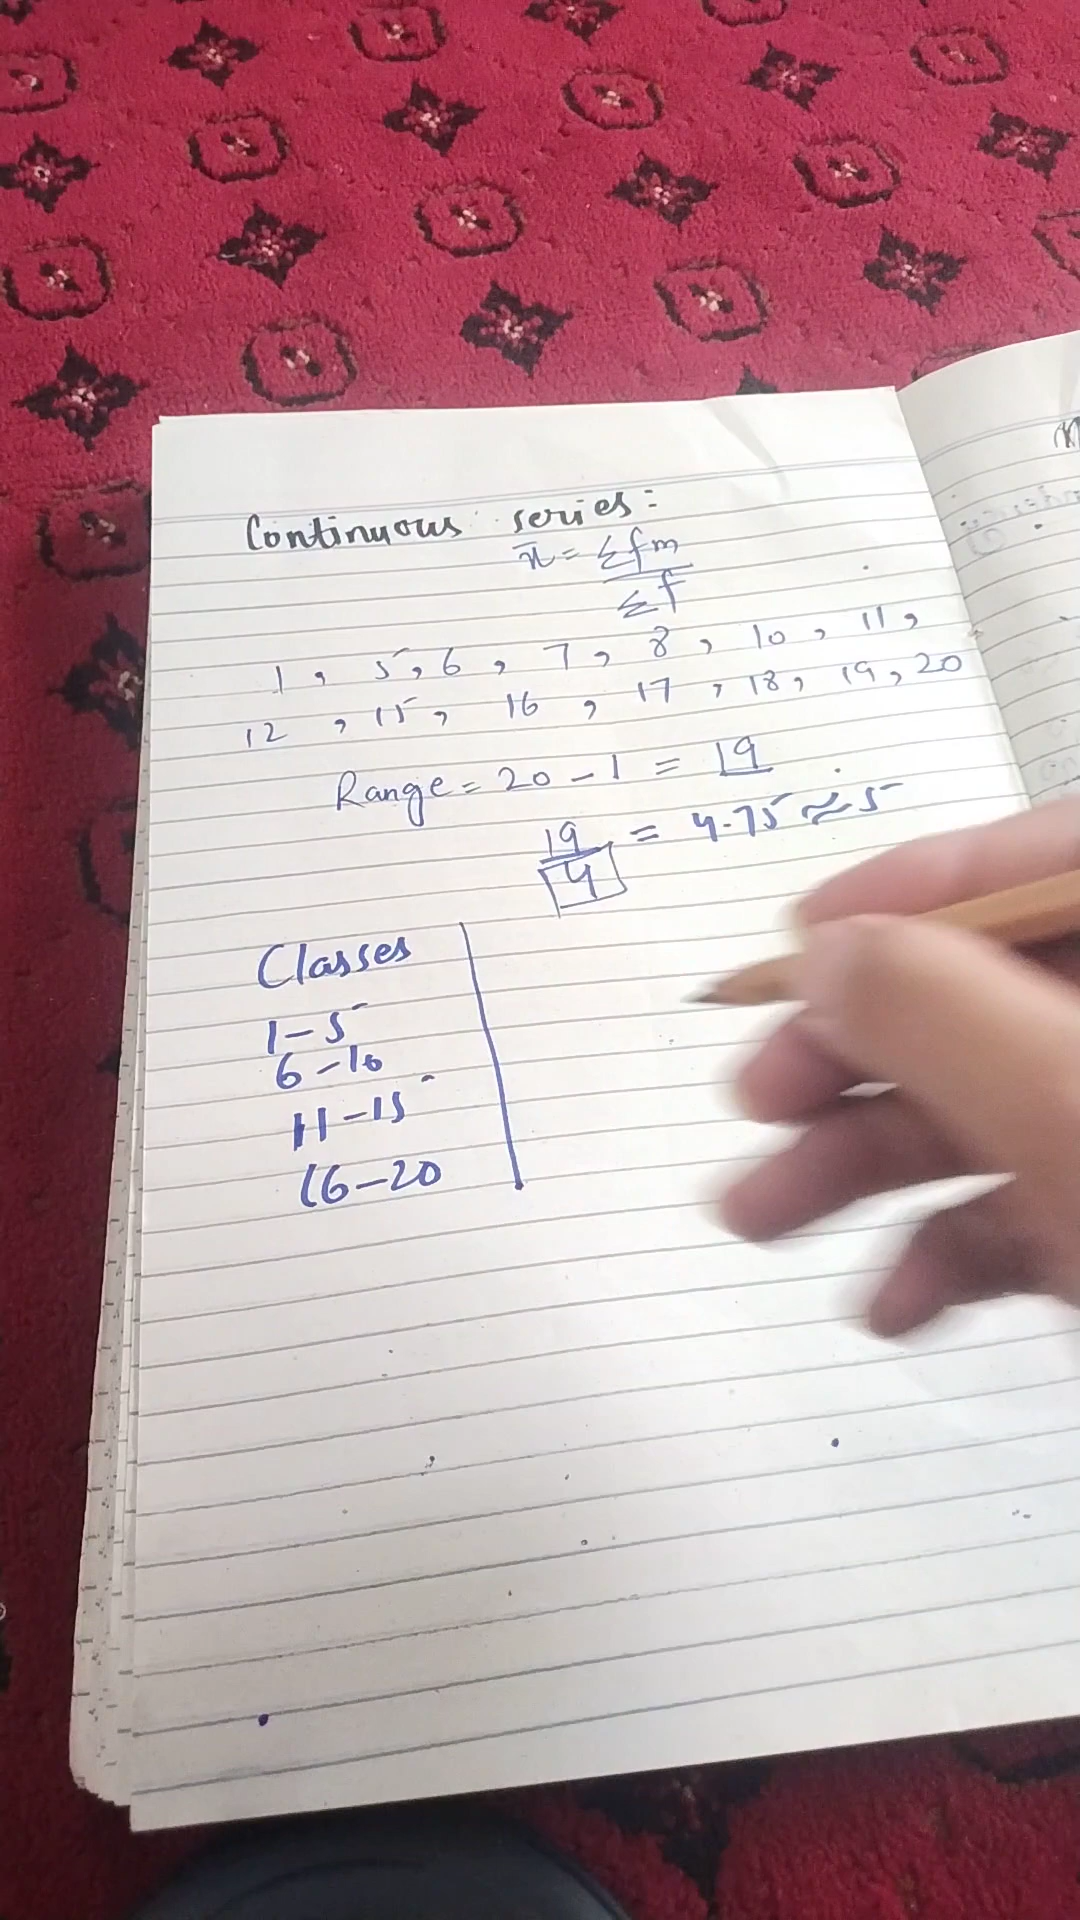 Continuous series:
x̄ = Σfm
Σf
1, 5, 6, 7, 8, 10, 11,
12, 15, 16, 17, 18, 19, 20
Range = 20 - 1 = 19
19 = 4.75 ≈ 5
4
Classes
1-5
6-10
11-15
16-20